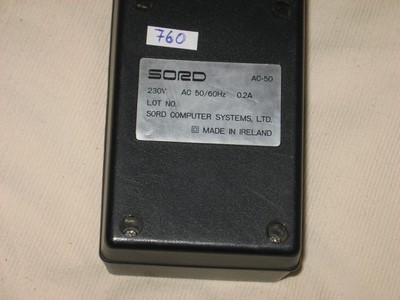 760
SORD AC-50
230V AC 50/60Hz 0.2A
LOT NO.
SORD COMPUTER SYSTEMS, LTD.
MADE IN IRELAND